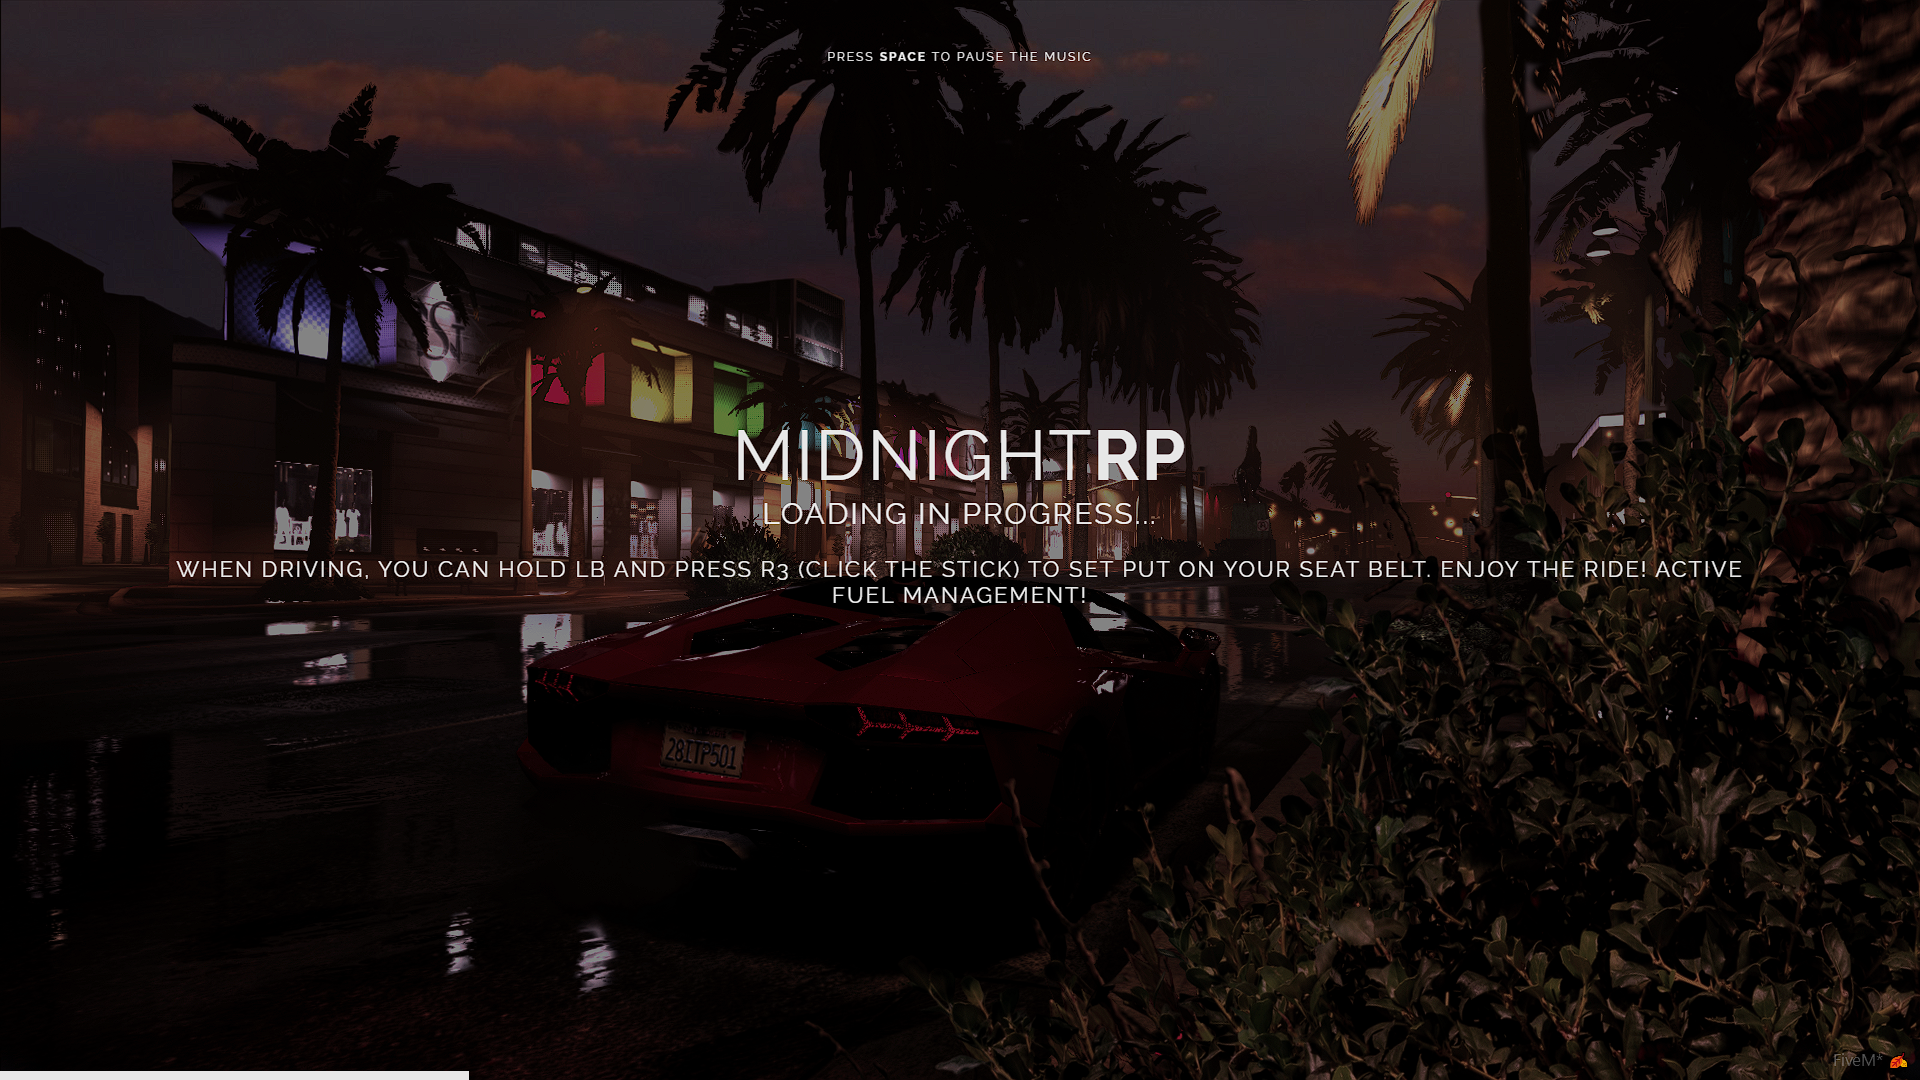 PRESS SPACE TO PAUSE THE MUSIC
MIDNIGHTRP
LOADING IN PROGRESS...
WHEN DRIVING, YOU CAN HOLD LB AND PRESS R3 (CLICK THE STICK) TO SET PUT ON YOUR SEAT BELT. ENJOY THE RIDE! ACTIVE
FUEL MANAGEMENT!
28ITP501
FiveM*